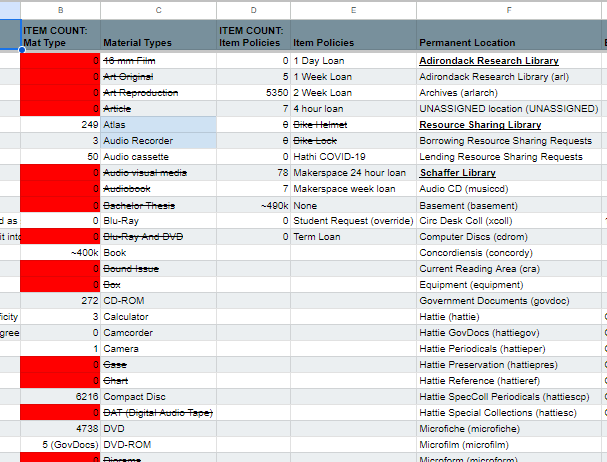 B C D E F
ITEM COUNT: ITEM COUNT:
Mat Type Material Types Item Policies Item Policies Permanent Location
0 16 mm Film 0 1 Day Loan Adirondack Research Library
0 Art Original 5 1 Week Loan Adirondack Research Library (arl)
0 Art Reproduction 5350 2 Week Loan Archives (arlarch)
0 Article 7 4 hour loan UNASSIGNED location (UNASSIGNED)
249 Atlas 0 Bike Helmet Resource Sharing Library
3 Audio Recorder 0 Bike Lock Borrowing Resource Sharing Requests
50 Audio cassette 0 Hathi COVID-19 Lending Resource Sharing Requests
0 Audio visual media 78 Makerspace 24 hour loan Schaffer Library
0 Audiobook 7 Makerspace week loan Audio CD (musiccd)
0 Bachelor Thesis ~490k None Basement (basement)
d as 0 Blu-Ray 0 Student Request (override) Circ Desk Coll (xcoll)
it into 0 Blu-Ray And DVD 0 Term Loan Computer Discs (cdrom)
~400k Book Concordiensis (concordy)
0 Bound Issue Current Reading Area (cra)
0 Box Equipment (equipment)
272 CD-ROM Government Documents (govdoc)
ficity 3 Calculator Hattie (hattie)
gree 0 Camcorder Hattie GovDocs (hattiegov)
1 Camera Hattie Periodicals (hattieper)
0 Case Hattie Preservation (hattiepres)
0 Chart Hattie Reference (hattieref)
6216 Compact Disc Hattie SpecColl Periodicals (hattiescp)
0 DAT (Digital Audio Tape) Hattie Special Collections (hattiesc)
4738 DVD Microfiche (microfiche)
5 (GovDocs) DVD-ROM Microfilm (microfilm)
0 Diorama Microform (microform)